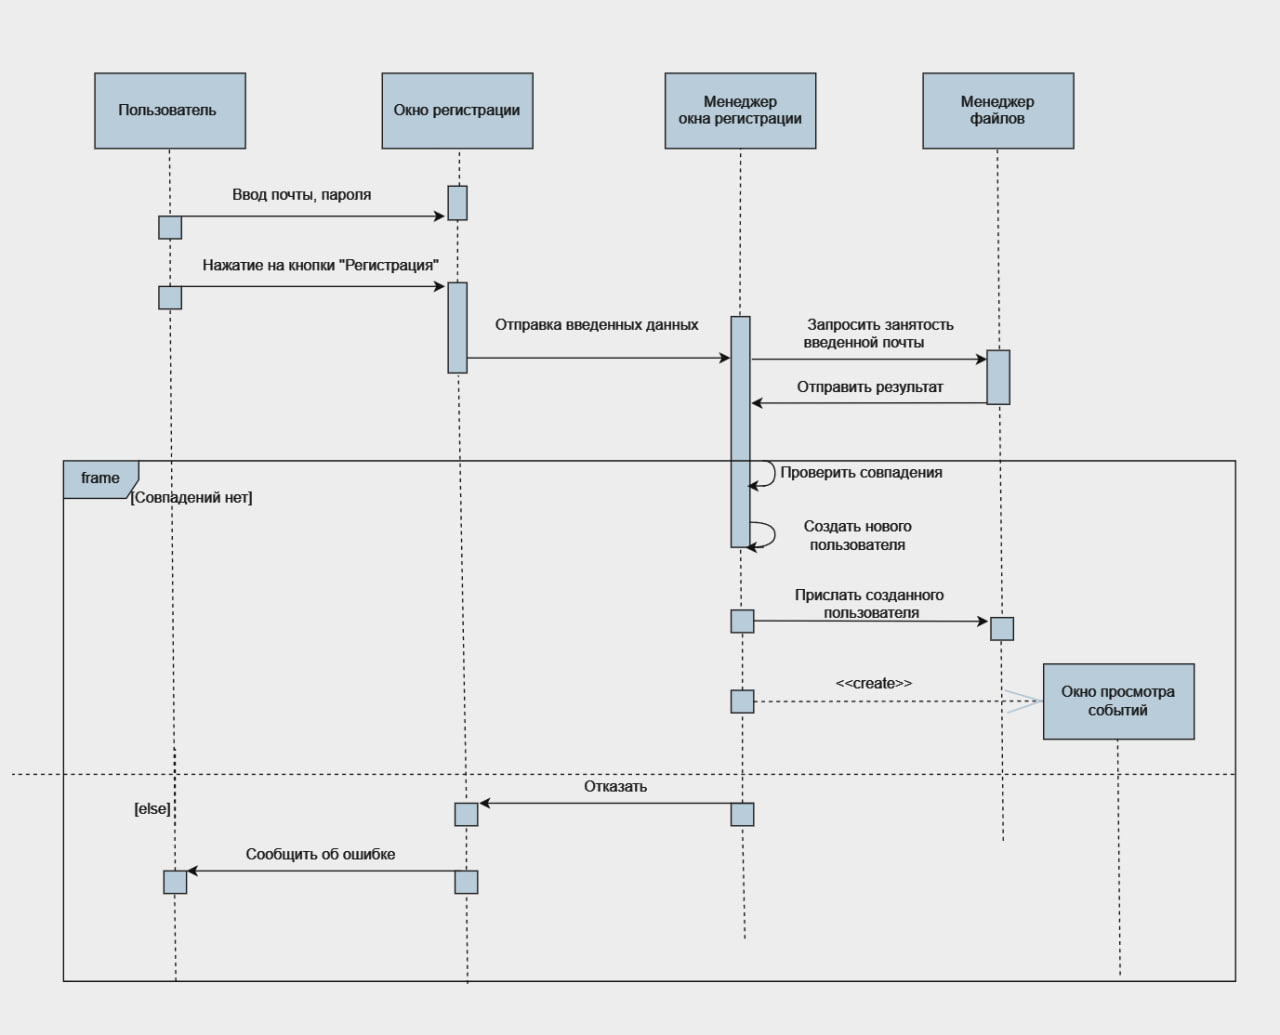 Пользователь
Окно регистрации
Менеджер
окна регистрации
Менеджер
файлов
Ввод почты, пароля
Нажатие на кнопки "Регистрация"
Отправка введенных данных
Запросить занятость
введенной почты
Отправить результат
frame
[Совпадений нет]
Проверить совпадения
Создать нового
пользователя
Прислать созданного
пользователя
<<create>>
Окно просмотра
событий
Отказать
[else]
Сообщить об ошибке